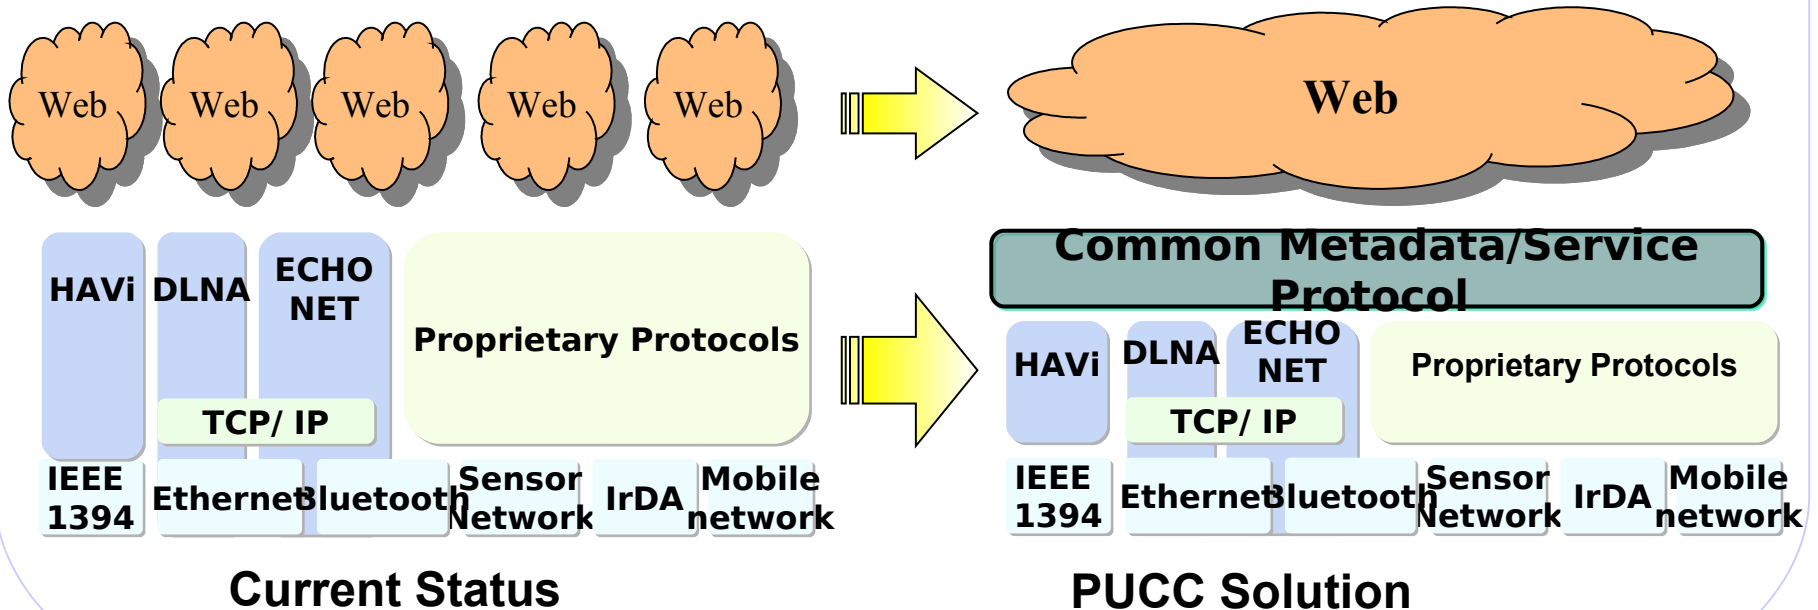 Web Web Web Web Web
Web
HAVi
DLNA
ECHO
NET
Proprietary Protocols
TCP/ IP
IEEE
1394
Ethernet
Bluetooth
Sensor
Network
IrDA
Mobile
network
Current Status
Common Metadata/Service
Protocol
HAVi
DLNA
ECHO
NET
Proprietary Protocols
TCP/ IP
IEEE
1394
Ethernet
Bluetooth
Sensor
Network
IrDA
Mobile
network
PUCC Solution